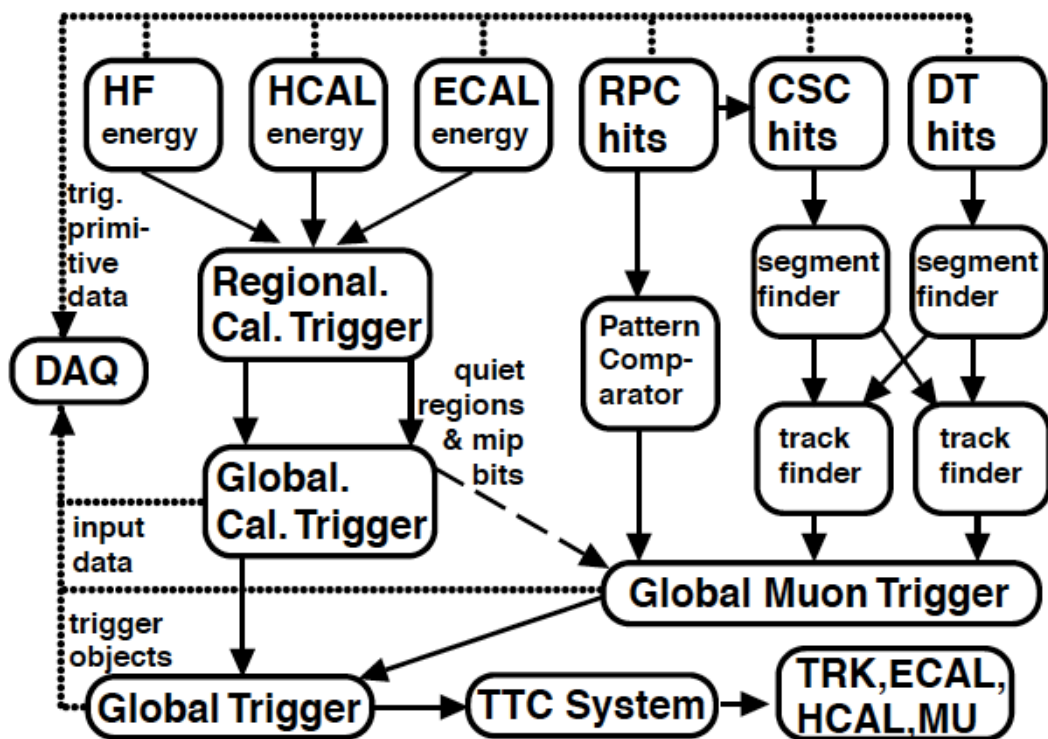 HF
energy
HCAL
energy
ECAL
energy
RPC
hits
CSC
hits
DT
hits
trig.
primi-
tive
data
Regional.
Cal. Trigger
segment
finder
segment
finder
Pattern
Comp-
arator
DAQ
quiet
regions
& mip
bits
track
finder
track
finder
Global.
Cal. Trigger
input
data
Global Muon Trigger
trigger
objects
Global Trigger
TTC System
TRK,ECAL,
HCAL,MU